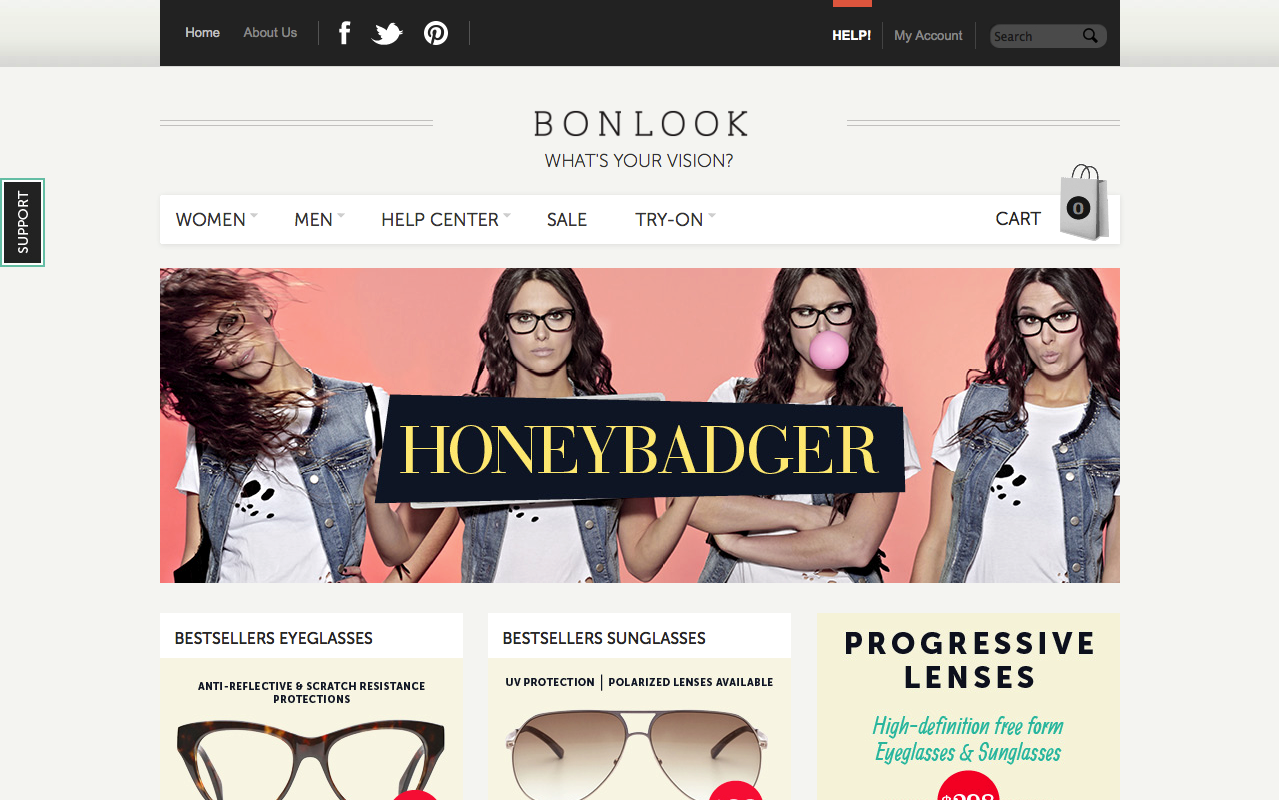 Home
About Us
HELP!
My Account
Search
BONLOOK
WHAT'S YOUR VISION?
SUPPORT
WOMEN
MEN
HELP CENTER
SALE
TRY-ON
CART
0
HONEYBADGER
BESTSELLERS EYEGLASSES
ANTI-REFLECTIVE & SCRATCH RESISTANCE
PROTECTIONS
BESTSELLERS SUNGLASSES
UV PROTECTION | POLARIZED LENSES AVAILABLE
PROGRESSIVE
LENSES
High-definition free form
Eyeglasses & Sunglasses